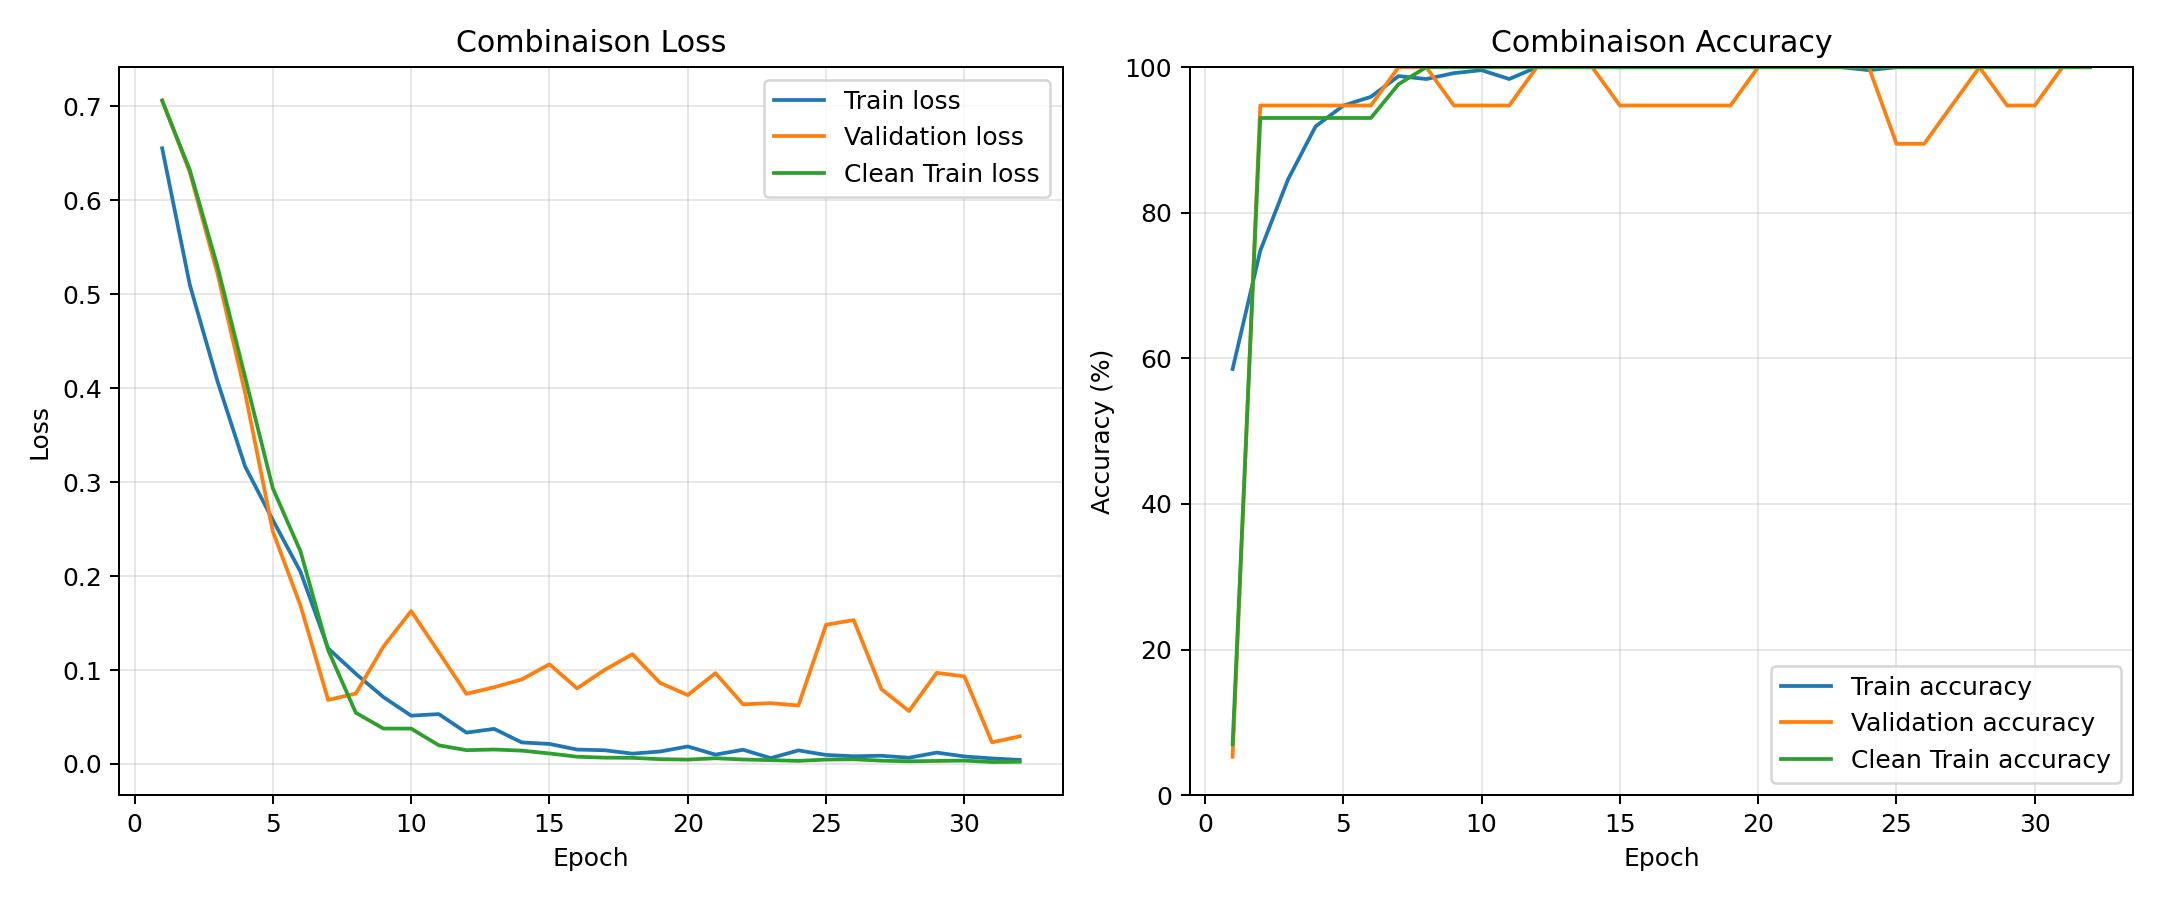 Combinaison Loss
0.7
0.6
0.5
0.4
0.3
0.2
0.1
0.0
Loss
0
5
10
15
20
25
30
Epoch
Train loss
Validation loss
Clean Train loss
Combinaison Accuracy
100
80
60
40
20
0
Accuracy (%)
0
5
10
15
20
25
30
Epoch
Train accuracy
Validation accuracy
Clean Train accuracy